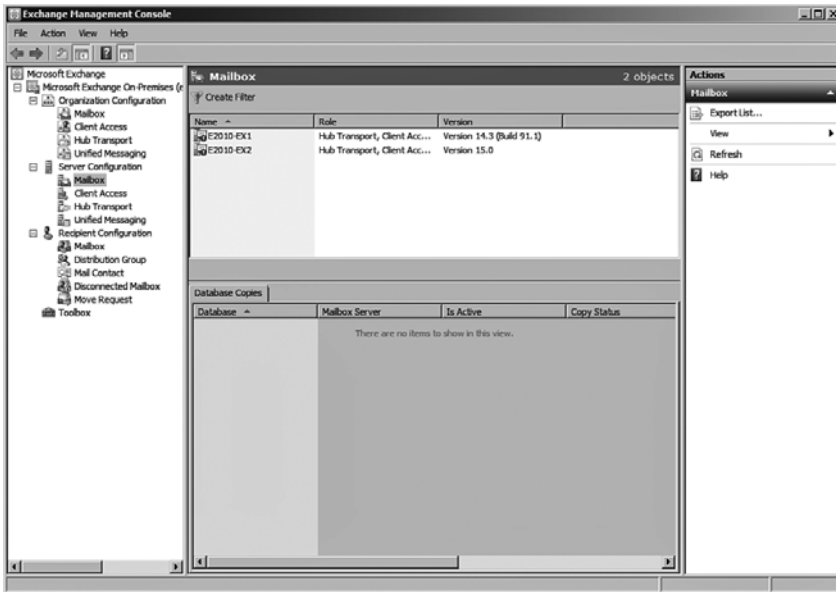 Exchange Management Console
File Action View Help
Microsoft Exchange
Microsoft Exchange On-Premises (e
Organization Configuration
Mailbox
Client Access
Hub Transport
Unified Messaging
Server Configuration
Mailbox
Client Access
Hub Transport
Unified Messaging
Recipient Configuration
Mailbox
Distribution Group
Mail Contact
Disconnected Mailbox
Move Request
Toolbox
Mailbox 2 objects
Create Filter
Name Role Version
E2010-EX1 Hub Transport, Client Acc... Version 14.3 (Build 91.1)
E2010-EX2 Hub Transport, Client Acc... Version 15.0
Database Copies
Database Mailbox Server Is Active Copy Status
There are no items to show in this view.
Actions
Mailbox
Export List...
View
Refresh
Help